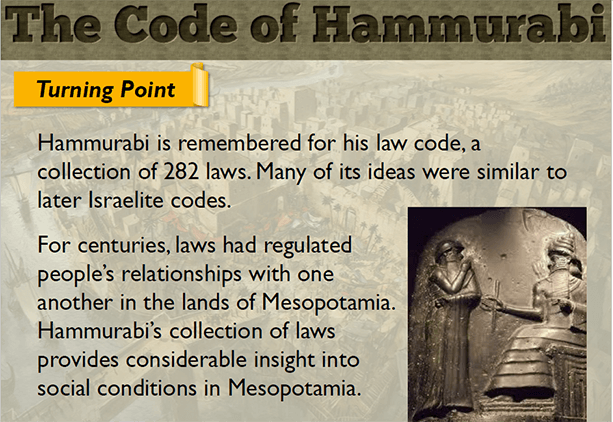 The Code of Hammurabi
Turning Point
Hammurabi is remembered for his law code, a
collection of 282 laws. Many of its ideas were similar to
later Israelite codes.
For centuries, laws had regulated
people’s relationships with one
another in the lands of Mesopotamia.
Hammurabi’s collection of laws
provides considerable insight into
social conditions in Mesopotamia.